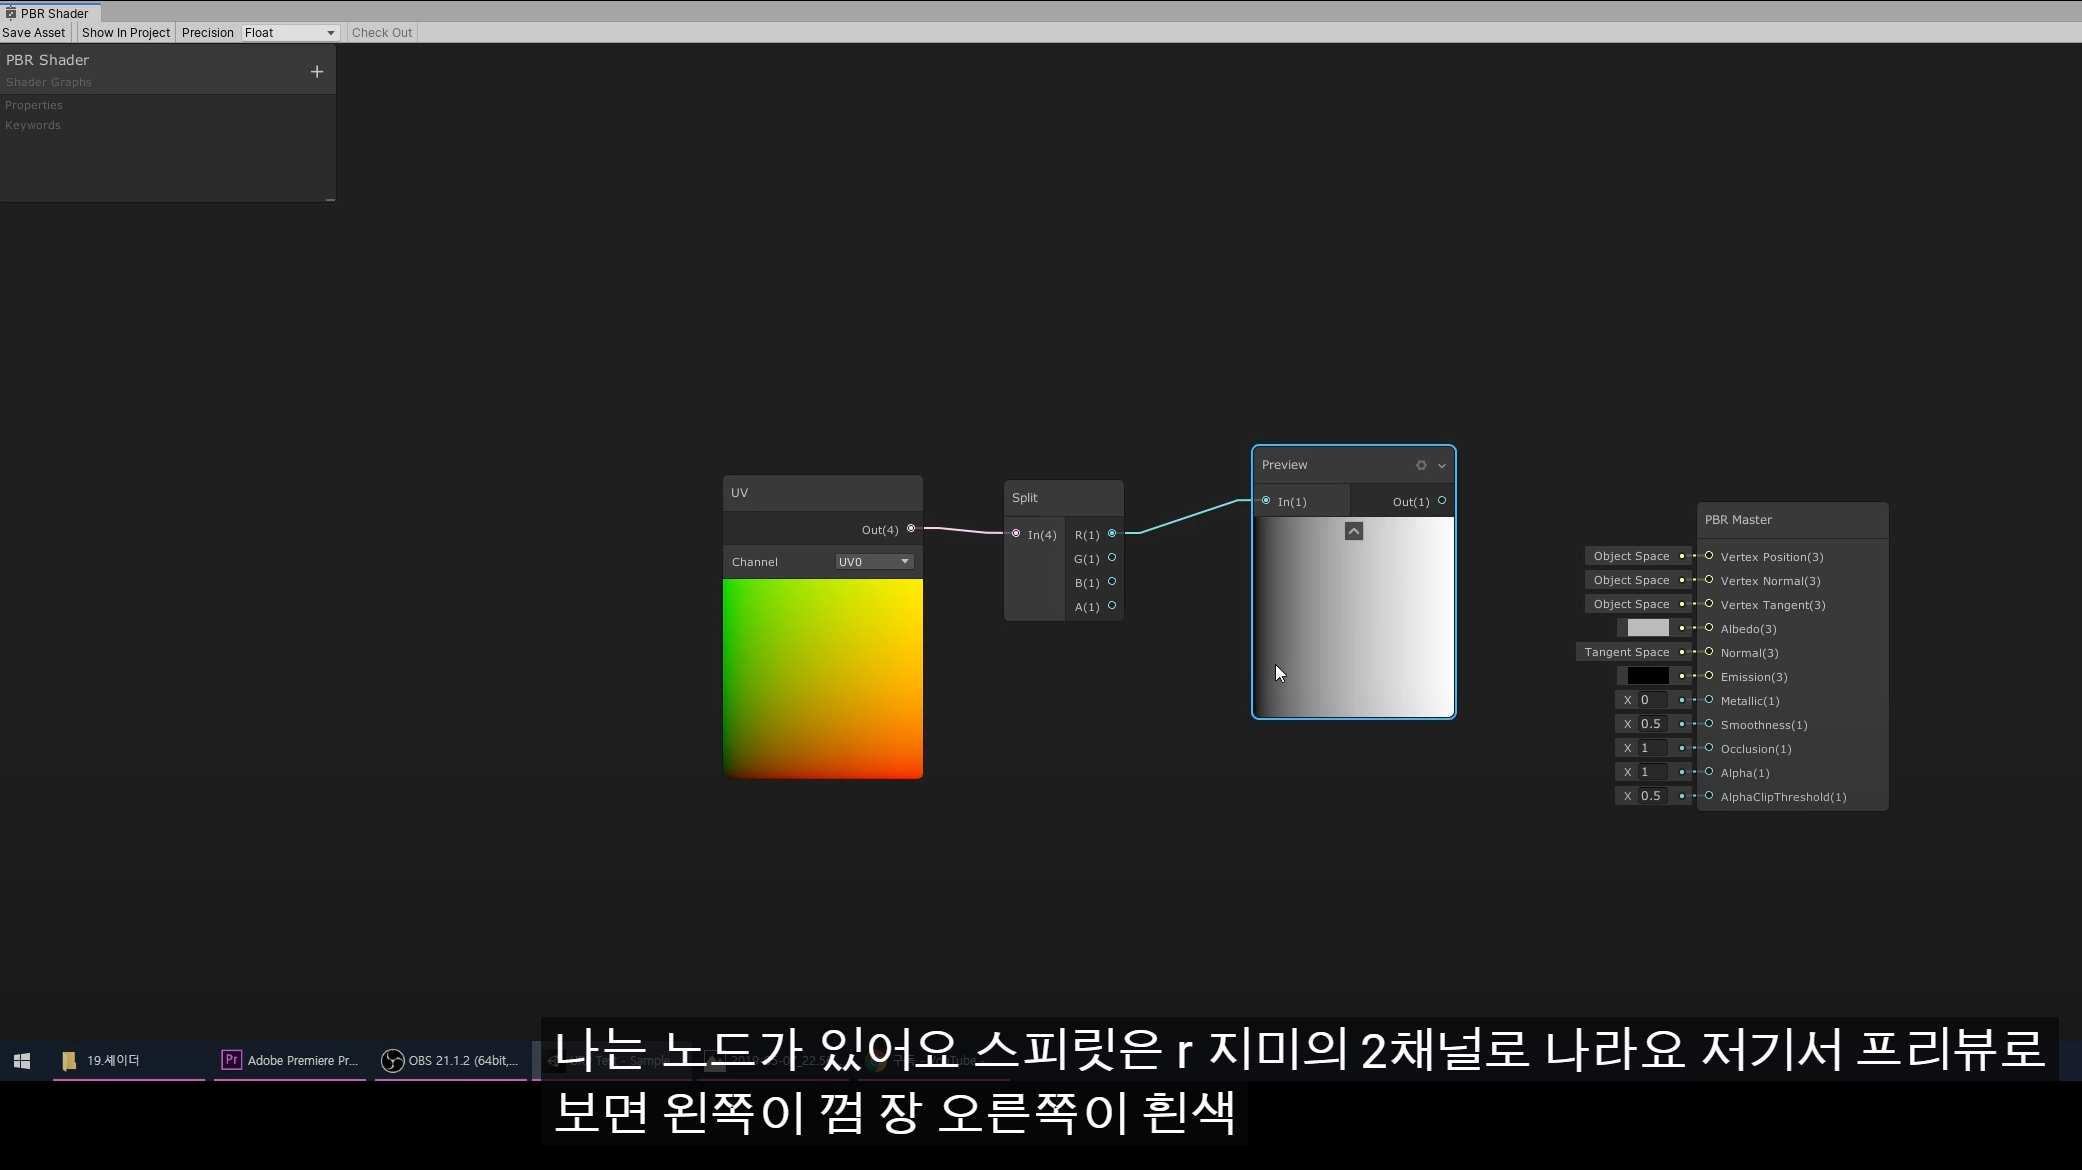 PBR Shader
Save Asset Show In Project Precision Float Check Out
PBR Shader
Shader Graphs
Properties
Keywords
Preview
In(1) Out(1)
UV
Out(4)
Channel UV0
Split
In(4) R(1)
G(1)
B(1)
A(1)
PBR Master
Object Space Vertex Position(3)
Object Space Vertex Normal(3)
Object Space Vertex Tangent(3)
Albedo(3)
Tangent Space Normal(3)
Emission(3)
X 0 Metallic(1)
X 0.5 Smoothness(1)
X 1 Occlusion(1)
X 1 Alpha(1)
X 0.5 AlphaClipThreshold(1)
19.셰이더 Adobe Premiere Pr... OBS 21.1.2 (64bit,...
나는 노드가 있어요 스피릿은 r 지미의 2채널로 나라요 저기서 프리뷰로
보면 왼쪽이 껌 장 오른쪽이 흰색